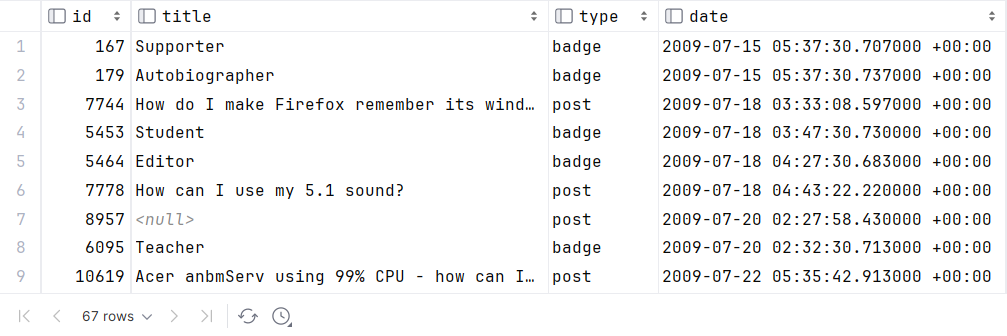 id title type date
1 167 Supporter badge 2009-07-15 05:37:30.707000 +00:00
2 179 Autobiographer badge 2009-07-15 05:37:30.737000 +00:00
3 7744 How do I make Firefox remember its wind… post 2009-07-18 03:33:08.597000 +00:00
4 5453 Student badge 2009-07-18 03:47:30.730000 +00:00
5 5464 Editor badge 2009-07-18 04:27:30.683000 +00:00
6 7778 How can I use my 5.1 sound? post 2009-07-18 04:43:22.220000 +00:00
7 8957 <null> post 2009-07-20 02:27:58.430000 +00:00
8 6095 Teacher badge 2009-07-20 02:32:30.713000 +00:00
9 10619 Acer anbmServ using 99% CPU - how can I… post 2009-07-22 05:35:42.913000 +00:00
67 rows